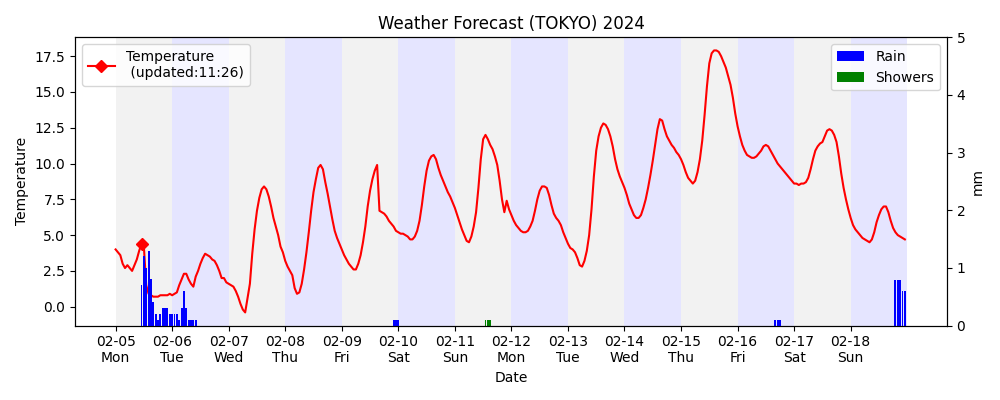 Weather Forecast (TOKYO) 2024
Temperature
(updated:11:26)
Rain
Showers
17.5
15.0
12.5
10.0
7.5
5.0
2.5
0.0
Temperature
5
4
3
2
1
0
mm
02-05 02-06 02-07 02-08 02-09 02-10 02-11 02-12 02-13 02-14 02-15 02-16 02-17 02-18
Mon Tue Wed Thu Fri Sat Sun Mon Tue Wed Thu Fri Sat Sun
Date